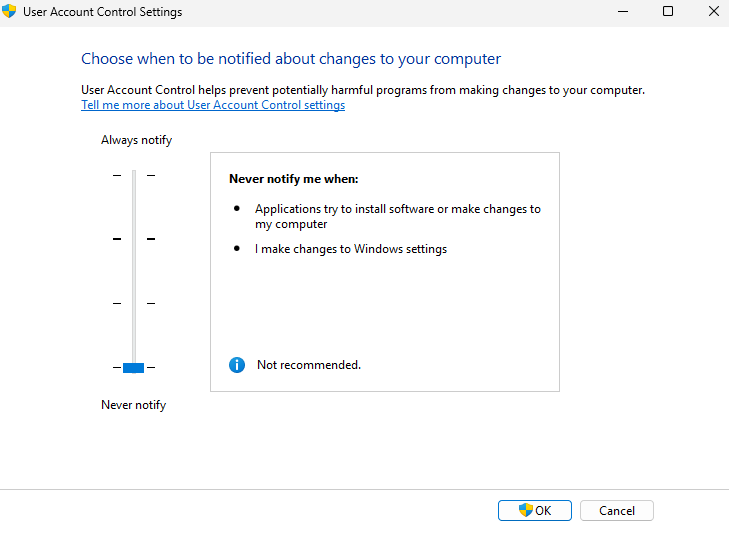 User Account Control Settings
Choose when to be notified about changes to your computer
User Account Control helps prevent potentially harmful programs from making changes to your computer.
Tell me more about User Account Control settings
Always notify
Never notify me when:
Applications try to install software or make changes to
my computer
I make changes to Windows settings
Not recommended.
Never notify
OK
Cancel